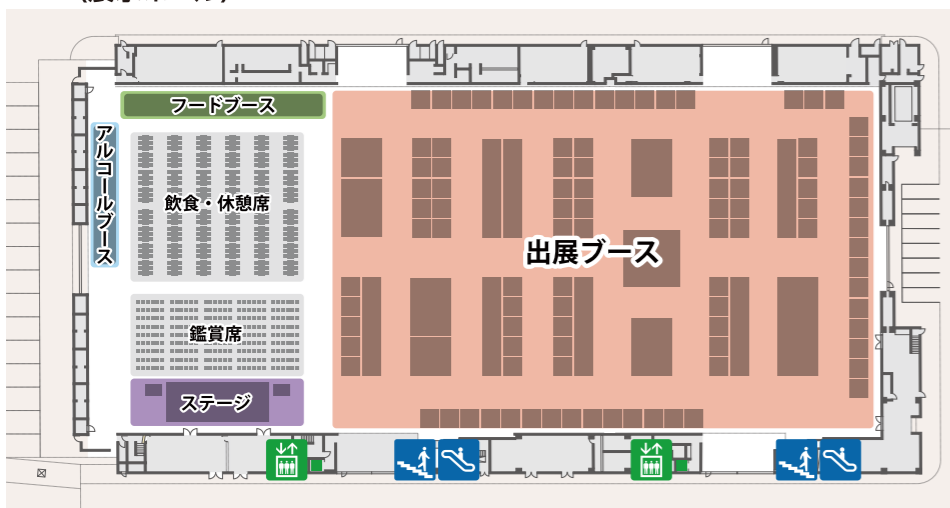 フードブース
アルコールブース
飲食・休憩席
出展ブース
鑑賞席
ステージ